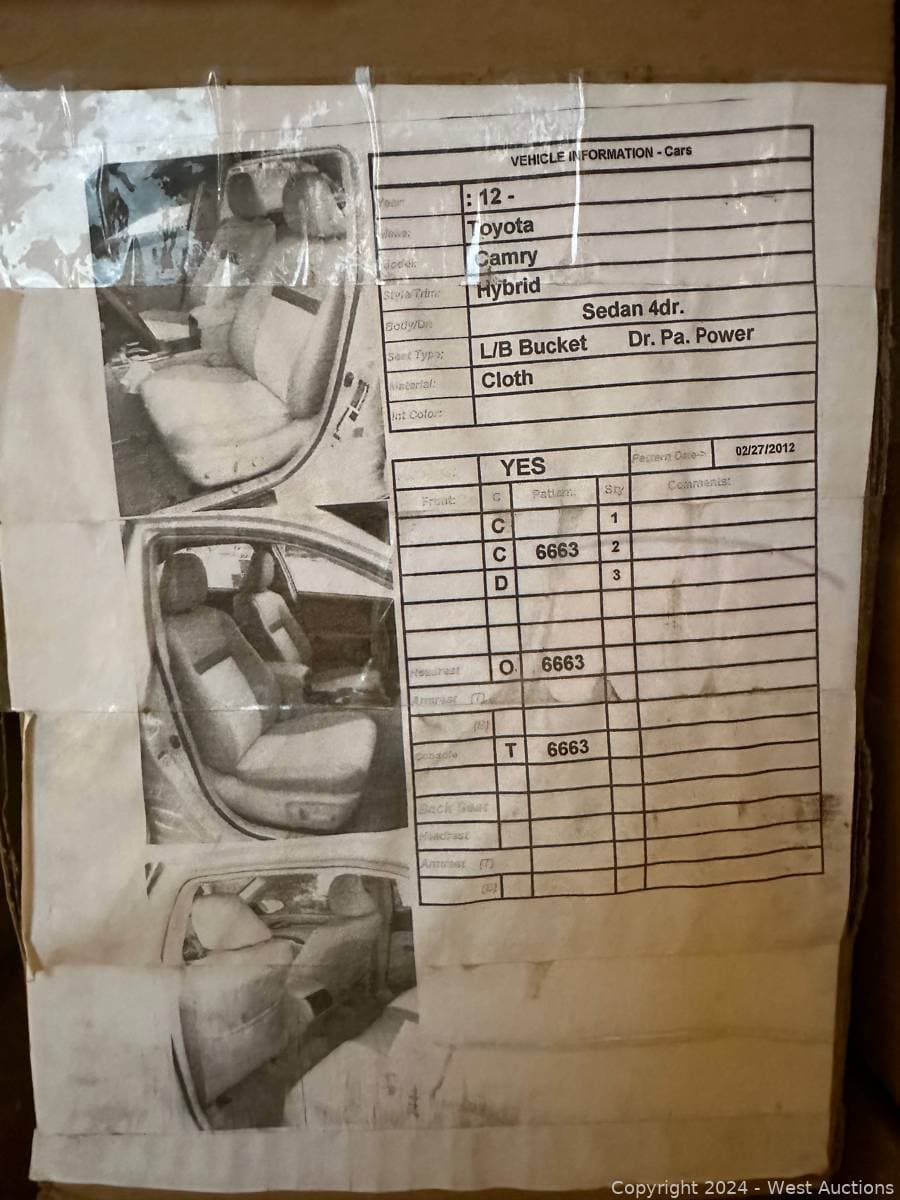 VEHICLE INFORMATION - Cars
Year: : 12 -
Make: Toyota
Model: Camry
Style/Trim: Hybrid
Body/Dr: Sedan 4dr.
Seat Type: L/B Bucket Dr. Pa. Power
Material: Cloth
Int Color:
YES Pattern Date-> 02/27/2012
Front: C Pattern: Sty Comments:
C 1
C 6663 2
D 3
Headrest O. 6663
Armrest (T)
(B)
Console T 6663
Back Seat
Headrest
Armrest (T)
(B)
Copyright 2024 - West Auctions